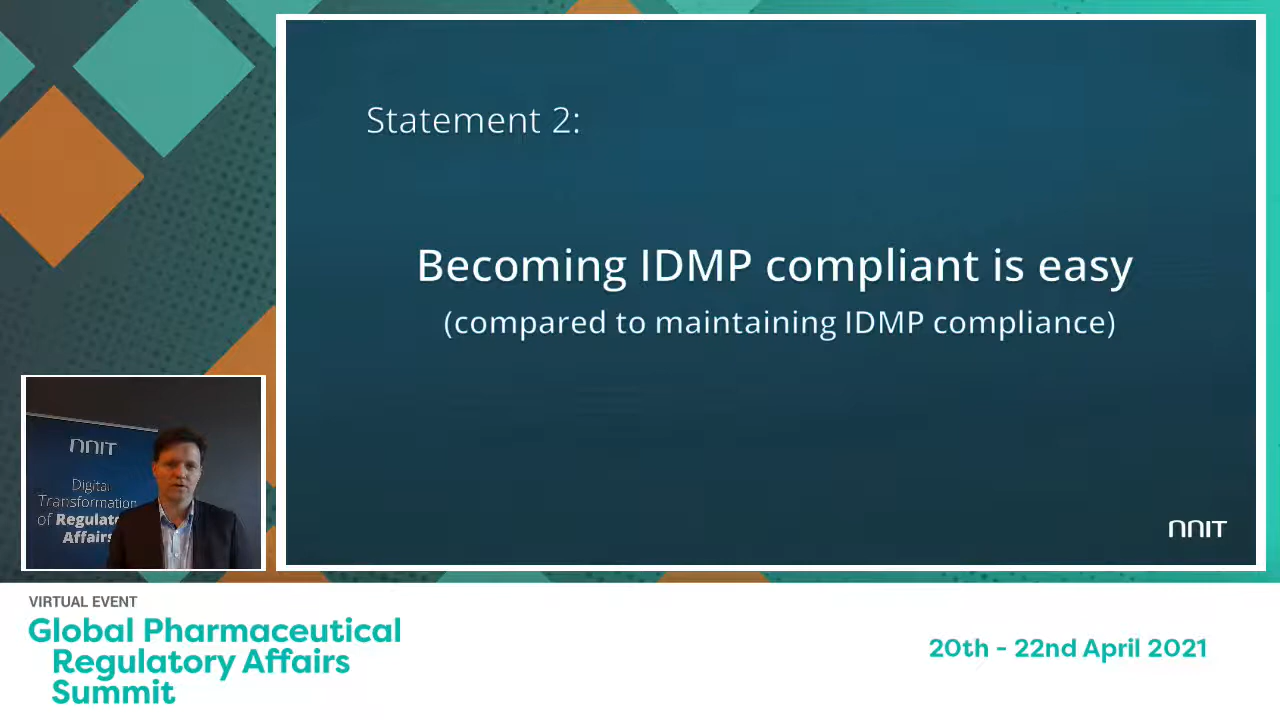 Statement 2:
Becoming IDMP compliant is easy
(compared to maintaining IDMP compliance)
nnIT
nnIT
Digital
Transformation
of Regulato
Affairs
VIRTUAL EVENT
Global Pharmaceutical
Regulatory Affairs
Summit
20th - 22nd April 2021